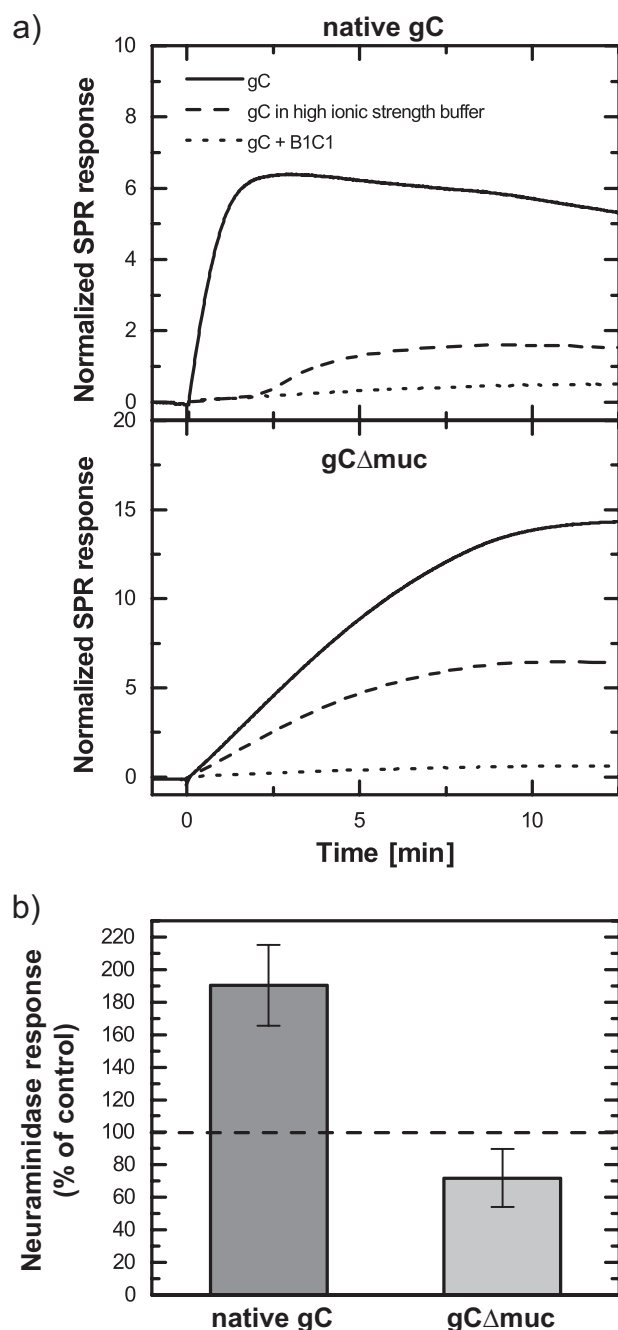 a)
native gC
10
8
6
4
2
0
Normalized SPR response
gC
gC in high ionic strength buffer
gC + B1C1
gCΔmuc
20
15
10
5
0
Normalized SPR response
0 5 10
Time [min]
b)
220
200
180
160
140
120
100
80
60
40
20
0
Neuraminidase response
(% of control)
native gC gCΔmuc